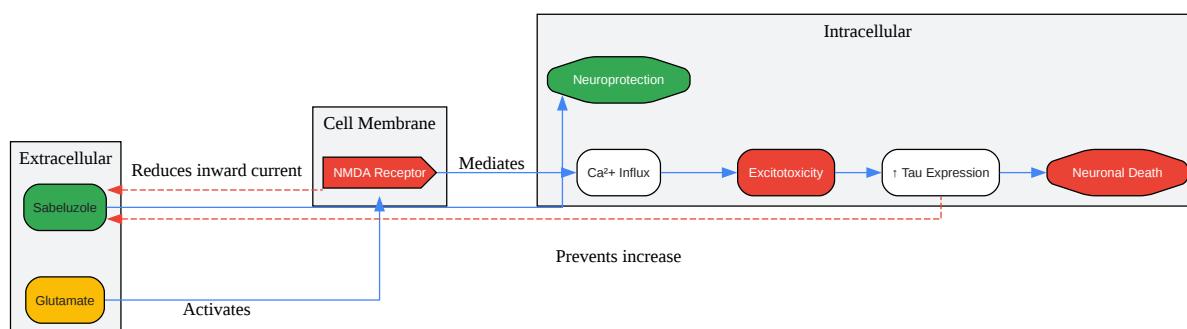 Intracellular
Neuroprotection
Cell Membrane
Extracellular
Reduces inward current
NMDA Receptor
Mediates
Ca²+ Influx
Excitotoxicity
↑ Tau Expression
Neuronal Death
Sabeluzole
Prevents increase
Glutamate
Activates